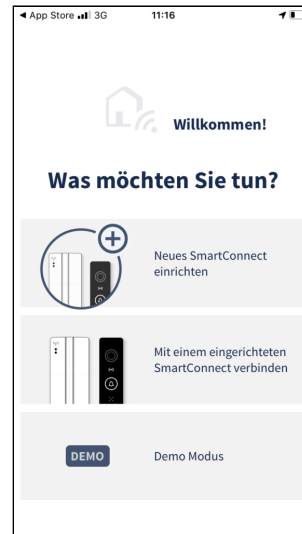 ◀ App Store 3G 11:16
Willkommen!
Was möchten Sie tun?
Neues SmartConnect
einrichten
Mit einem eingerichteten
SmartConnect verbinden
DEMO Demo Modus